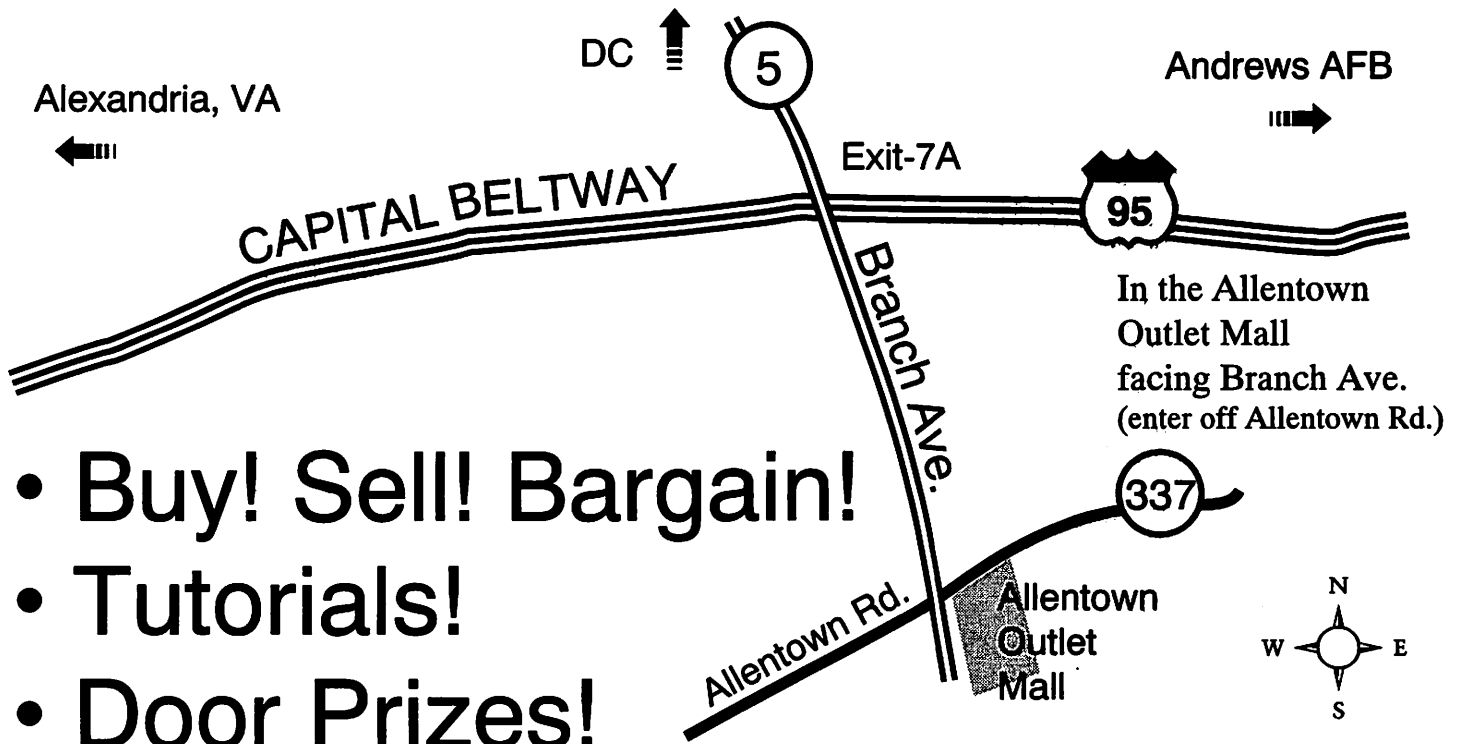 DC
5
Andrews AFB
Alexandria, VA
Exit-7A
CAPITAL BELTWAY
95
Branch Ave.
In the Allentown
Outlet Mall
facing Branch Ave.
(enter off Allentown Rd.)
• Buy! Sell! Bargain!
337
• Tutorials!
Allentown Rd.
Allentown
Outlet
Mall
N
W E
S
• Door Prizes!